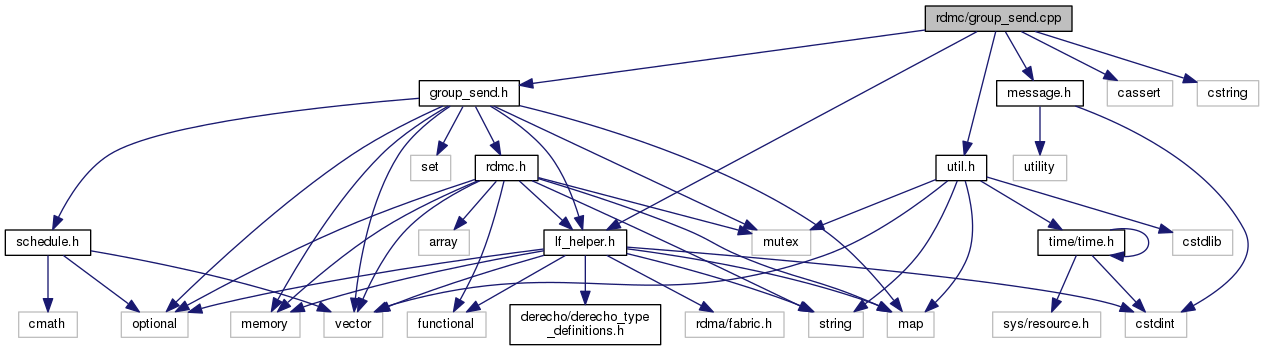 rdmc/group_send.cpp
group_send.h
message.h
cassert
cstring
set
rdmc.h
utility
util.h
schedule.h
array
lf_helper.h
mutex
time/time.h
cstdlib
cmath
optional
memory
vector
functional
derecho/derecho_type
_definitions.h
rdma/fabric.h
string
map
sys/resource.h
cstdint